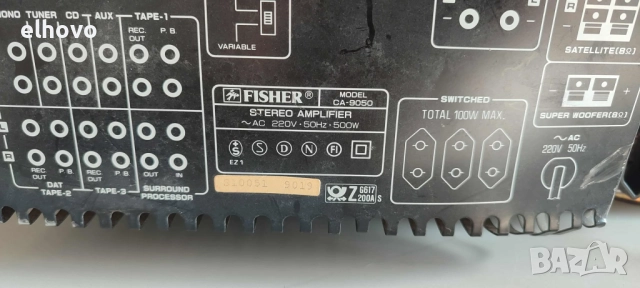 elhovo
MONO TUNER CD AUX TAPE-1
REC. OUT P.B.
VARIABLE
SATELLITE(8Ω)
FISHER® MODEL CA-9050
STEREO AMPLIFIER
~AC 220V·50Hz·500W
EZ1 S D N FI
SWITCHED
TOTAL 100W MAX.
SUPER WOOFER(8Ω)
~AC
220V 50Hz
L
R
REC. OUT P.B. REC. OUT P.B. OUT IN
DAT TAPE-2 TAPE-3 SURROUND PROCESSOR
Z G617 200A S
BAZAR